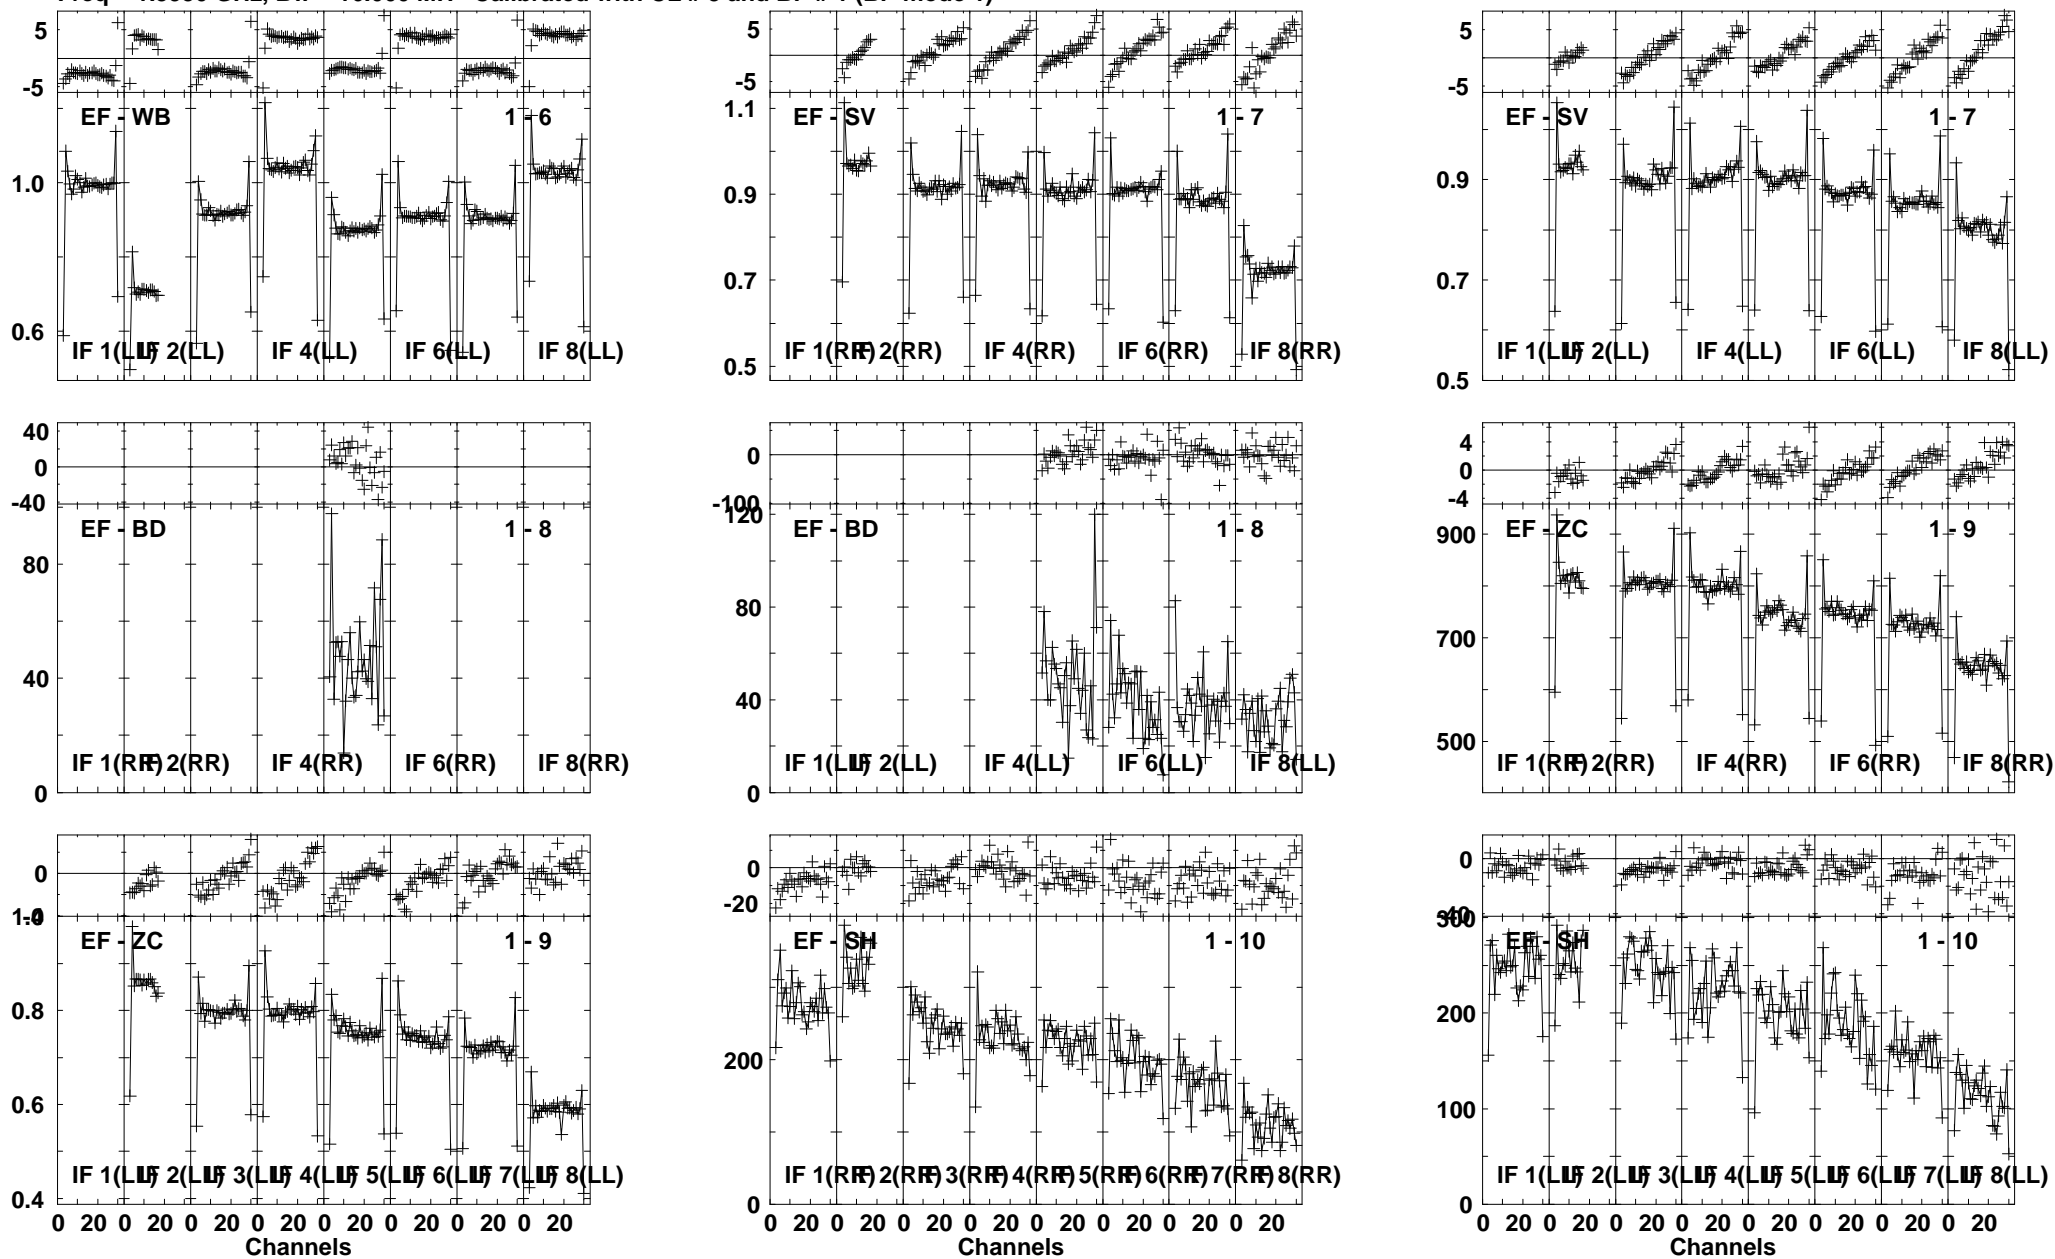 5
-5
EF - WB
1 - 6
1.0
0.6
IF 1(LL)
IF 2(LL)
IF 4(LL)
IF 6(LL)
IF 8(LL)
5
-5
EF - SV
1 - 7
1.1
0.9
0.7
0.5
IF 1(RR)
IF 2(RR)
IF 4(RR)
IF 6(RR)
IF 8(RR)
5
-5
EF - SV
1 - 7
0.9
0.7
0.5
IF 1(LL)
IF 2(LL)
IF 4(LL)
IF 6(LL)
IF 8(LL)
40
0
-40
EF - BD
1 - 8
80
40
0
IF 1(RR)
IF 2(RR)
IF 4(RR)
IF 6(RR)
IF 8(RR)
0
-100
120
EF - BD
1 - 8
80
40
0
IF 1(LL)
IF 2(LL)
IF 4(LL)
IF 6(LL)
IF 8(LL)
4
0
-4
EF - ZC
1 - 9
900
700
500
IF 1(RR)
IF 2(RR)
IF 4(RR)
IF 6(RR)
IF 8(RR)
0
EF - ZC
1 - 9
0.8
0.6
0.4
IF 1(LL)
IF 2(LL)
IF 3(LL)
IF 4(LL)
IF 5(LL)
IF 6(LL)
IF 7(LL)
IF 8(LL)
0 20 0 20 0 20 0 20 0 20 0 20 0 20 0 20
Channels
0
-20
EF - SH
1 - 10
200
0
IF 1(RR)
IF 2(RR)
IF 3(RR)
IF 4(RR)
IF 5(RR)
IF 6(RR)
IF 7(RR)
IF 8(RR)
0 20 0 20 0 20 0 20 0 20 0 20 0 20 0 20
Channels
0
300
EF - SH
1 - 10
200
100
0
IF 1(LL)
IF 2(LL)
IF 3(LL)
IF 4(LL)
IF 5(LL)
IF 6(LL)
IF 7(LL)
IF 8(LL)
0 20 0 20 0 20 0 20 0 20 0 20 0 20 0 20
Channels